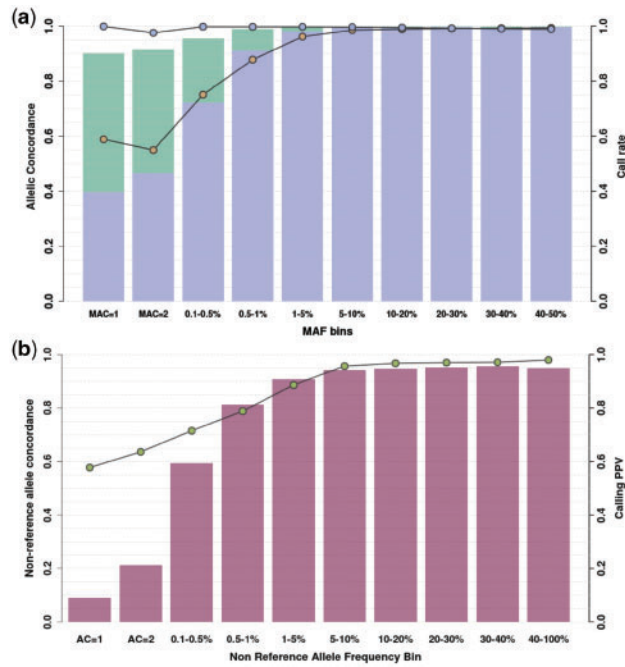 (a)
Allelic Concordance
0.0 0.2 0.4 0.6 0.8 1.0
0.0 0.2 0.4 0.6 0.8 1.0
Call rate
MAC=1 MAC=2 0.1-0.5% 0.5-1% 1-5% 5-10% 10-20% 20-30% 30-40% 40-50%
MAF bins
(b)
Non-reference allele concordance
0.0 0.2 0.4 0.6 0.8 1.0
0.0 0.2 0.4 0.6 0.8 1.0
Calling PPV
AC=1 AC=2 0.1-0.5% 0.5-1% 1-5% 5-10% 10-20% 20-30% 30-40% 40-100%
Non Reference Allele Frequency Bin